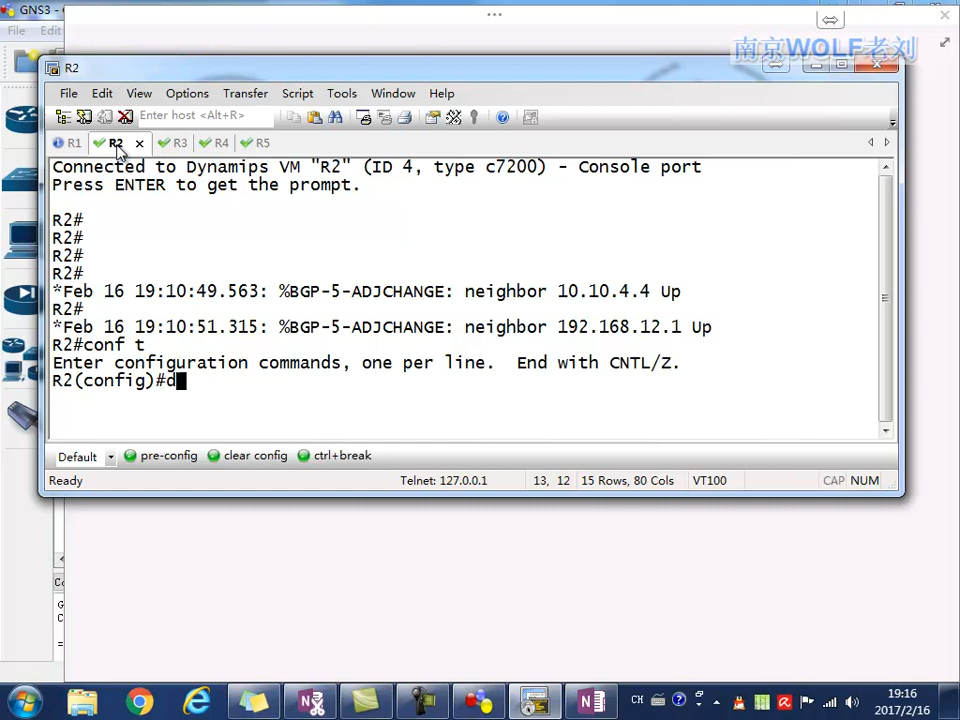 GNS3 -
File Edit
南京WOLF老刘
R2
File Edit View Options Transfer Script Tools Window Help
Enter host <Alt+R>
R1 R2 R3 R4 R5
Connected to Dynamips VM "R2" (ID 4, type c7200) - Console port
Press ENTER to get the prompt.
R2#
R2#
R2#
R2#
*Feb 16 19:10:49.563: %BGP-5-ADJCHANGE: neighbor 10.10.4.4 Up
R2#
*Feb 16 19:10:51.315: %BGP-5-ADJCHANGE: neighbor 192.168.12.1 Up
R2#conf t
Enter configuration commands, one per line.  End with CNTL/Z.
R2(config)#d
Default pre-config clear config ctrl+break
Ready Telnet: 127.0.0.1 13, 12 15 Rows, 80 Cols VT100 CAP NUM
Co
G
C
=
CH 19:16
2017/2/16